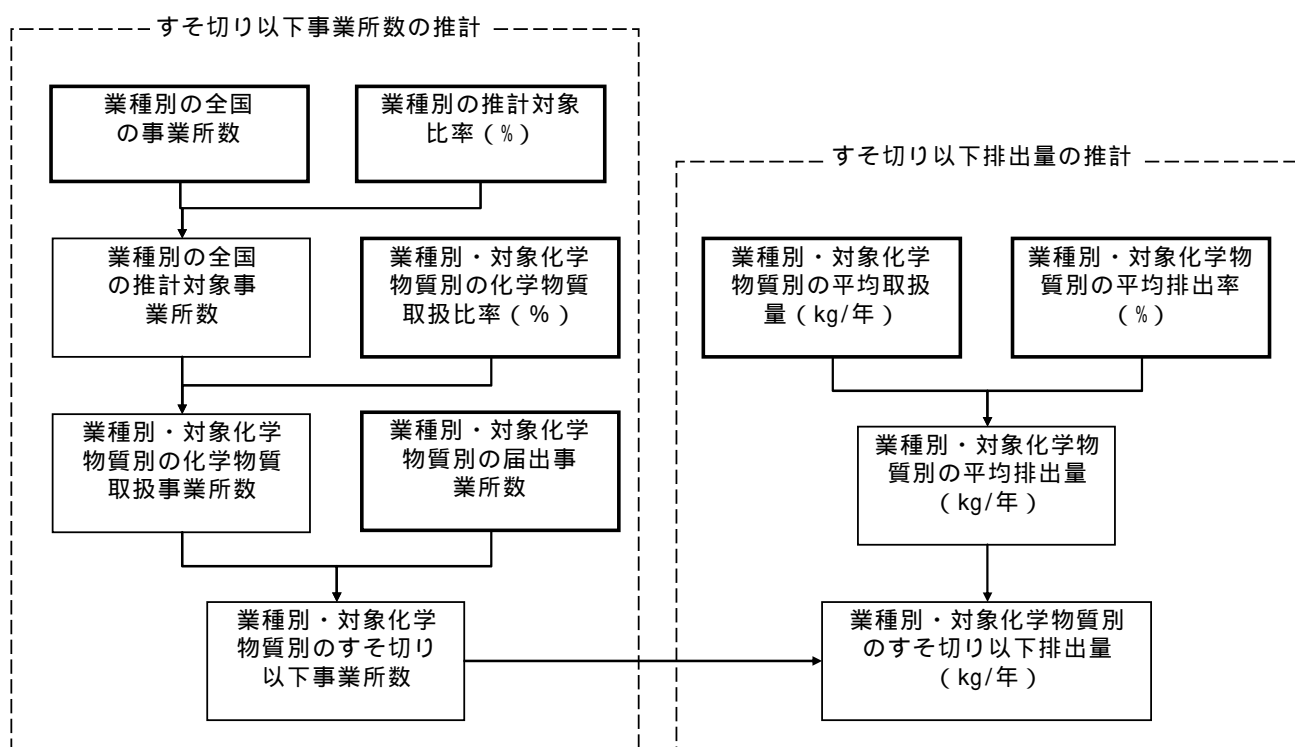 すそ切り以下事業所数の推計
業種別の全国
の事業所数
業種別の推計対象
比率（%）
業種別の全国
の推計対象事
業所数
業種別・対象化学
物質別の化学物質
取扱比率（％）
業種別・対象化学
物質別の化学物質
取扱事業所数
業種別・対象化学
物質別の届出事
業所数
業種別・対象化学
物質別のすそ切り
以下事業所数
すそ切り以下排出量の推計
業種別・対象化学
物質別の平均取扱
量（kg/年）
業種別・対象化学物
質別の平均排出率
（%）
業種別・対象化学物
質別の平均排出量
（kg/年）
業種別・対象化学物質別
のすそ切り以下排出量
（kg/年）